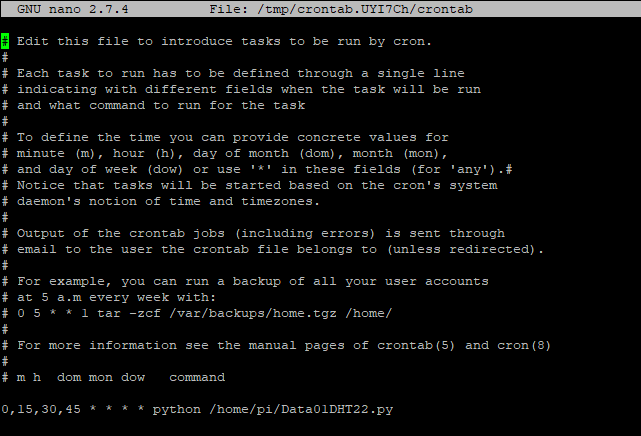 GNU nano 2.7.4 File: /tmp/crontab.UYI7Ch/crontab
# Edit this file to introduce tasks to be run by cron.
#
# Each task to run has to be defined through a single line
# indicating with different fields when the task will be run
# and what command to run for the task
#
# To define the time you can provide concrete values for
# minute (m), hour (h), day of month (dom), month (mon),
# and day of week (dow) or use '*' in these fields (for 'any').#
# Notice that tasks will be started based on the cron's system
# daemon's notion of time and timezones.
#
# Output of the crontab jobs (including errors) is sent through
# email to the user the crontab file belongs to (unless redirected).
#
# For example, you can run a backup of all your user accounts
# at 5 a.m every week with:
# 0 5 * * 1 tar -zcf /var/backups/home.tgz /home/
#
# For more information see the manual pages of crontab(5) and cron(8)
#
# m h  dom mon dow   command
0,15,30,45 * * * * python /home/pi/Data01DHT22.py